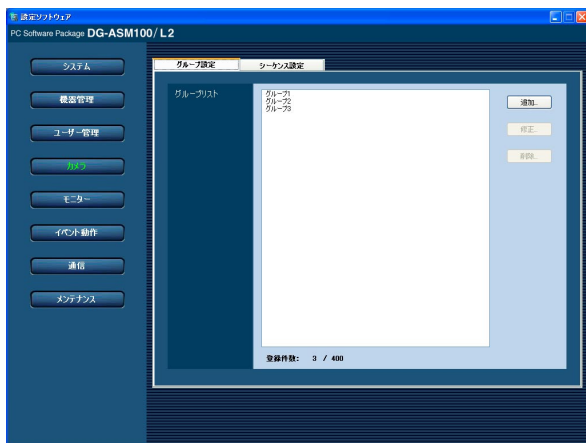 設定ソフトウェア
PC Software Package DG-ASM100/L2
システム
機器管理
ユーザー管理
カメラ
モニター
イベント動作
通信
メンテナンス
グループ設定
シーケンス設定
グループリスト
グループ1
グループ2
グループ3
追加...
修正...
削除...
登録件数: 3 / 400